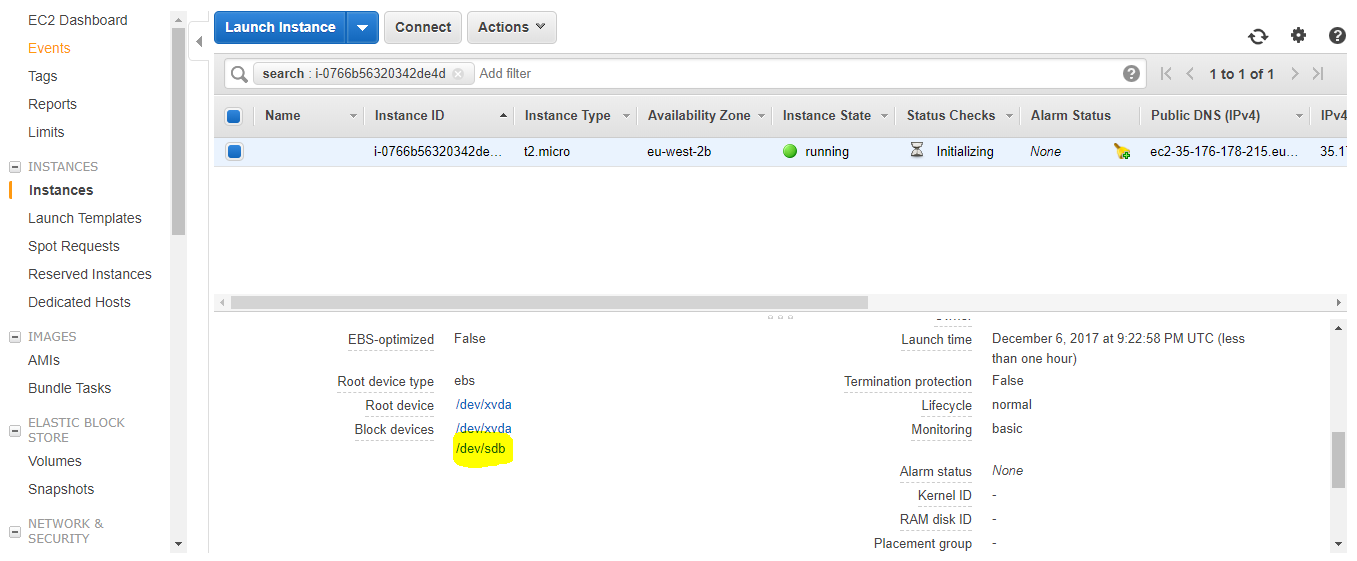 EC2 Dashboard
Events
Tags
Reports
Limits
INSTANCES
Instances
Launch Templates
Spot Requests
Reserved Instances
Dedicated Hosts
IMAGES
AMIs
Bundle Tasks
ELASTIC BLOCK
STORE
Volumes
Snapshots
NETWORK &
SECURITY
Launch Instance Connect Actions
search : i-0766b56320342de4d Add filter 1 to 1 of 1
Name Instance ID Instance Type Availability Zone Instance State Status Checks Alarm Status Public DNS (IPv4) IPv4
i-0766b56320342de... t2.micro eu-west-2b running Initializing None ec2-35-176-178-215.eu... 35.17
EBS-optimized False
Root device type ebs
Root device /dev/xvda
Block devices /dev/xvda
/dev/sdb
Launch time December 6, 2017 at 9:22:58 PM UTC (less
than one hour)
Termination protection False
Lifecycle normal
Monitoring basic
Alarm status None
Kernel ID -
RAM disk ID -
Placement group -